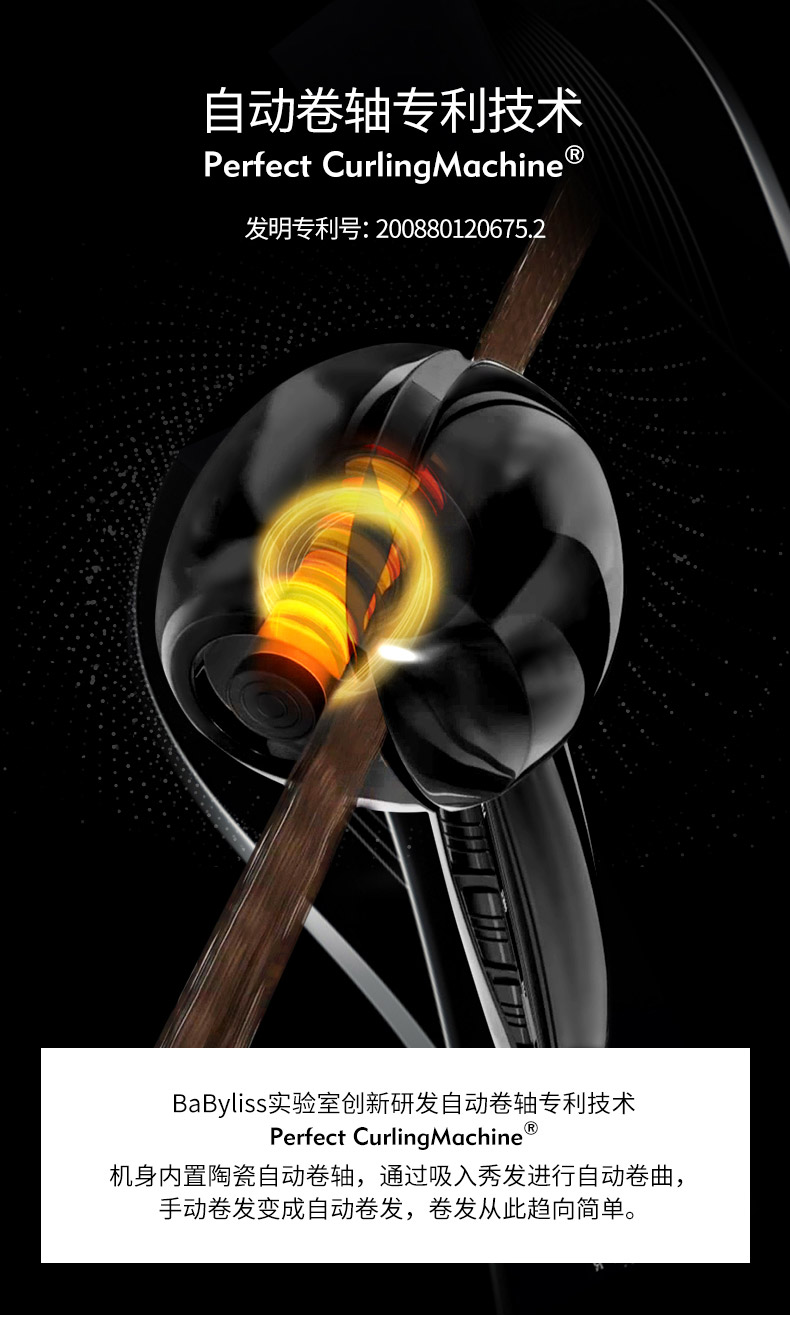 自动卷轴专利技术
Perfect CurlingMachine®
发明专利号: 200880120675.2
BaByliss实验室创新研发自动卷轴专利技术
Perfect CurlingMachine®
机身内置陶瓷自动卷轴，通过吸入秀发进行自动卷曲，
手动卷发变成自动卷发，卷发从此趋向简单。